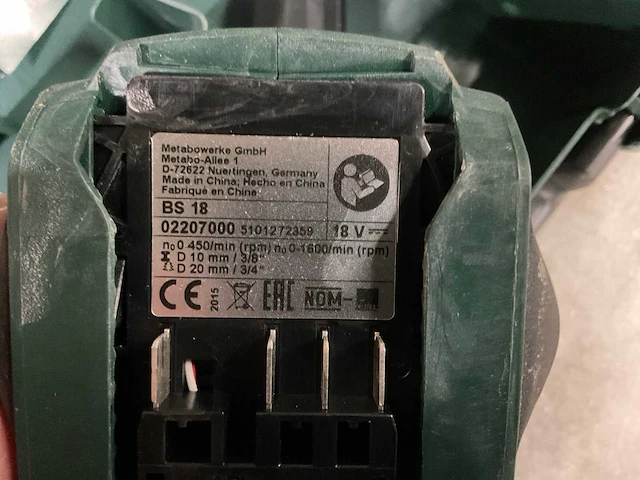 Metabowerke GmbH
Metabo-Allee 1
D-72622 Nuertingen, Germany
Made in China; Hecho en China
Fabriqué en Chine
BS 18
02207000 5101272359 18 V
n₀ 0-450/min (rpm) n₀ 0-1600/min (rpm)
D 10 mm / 3/8"
D 20 mm / 3/4"
CE 2015 EAC NOM-